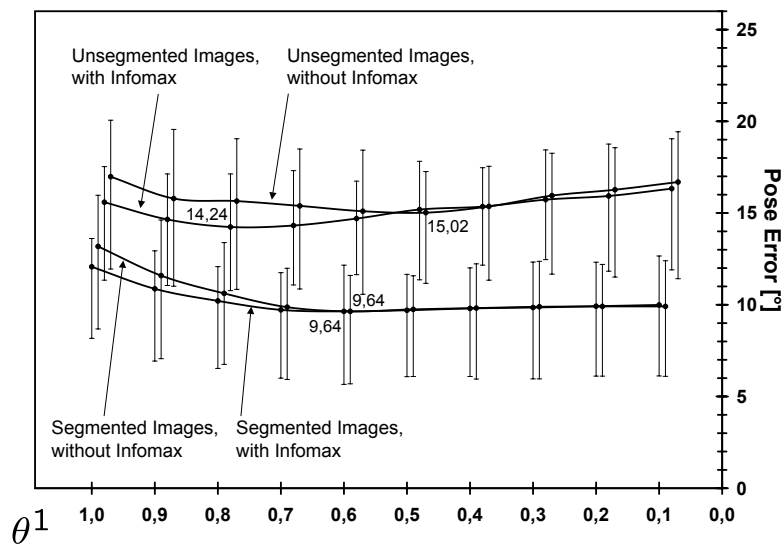 Unsegmented Images,
with Infomax
Unsegmented Images
without Infomax
14,24
15,02
9,64
9,64
Segmented Images,
without Infomax
Segmented Images,
with Infomax
25
20
15
10
5
0
Pose Error [°]
θ1
1,0 0,9 0,8 0,7 0,6 0,5 0,4 0,3 0,2 0,1 0,0